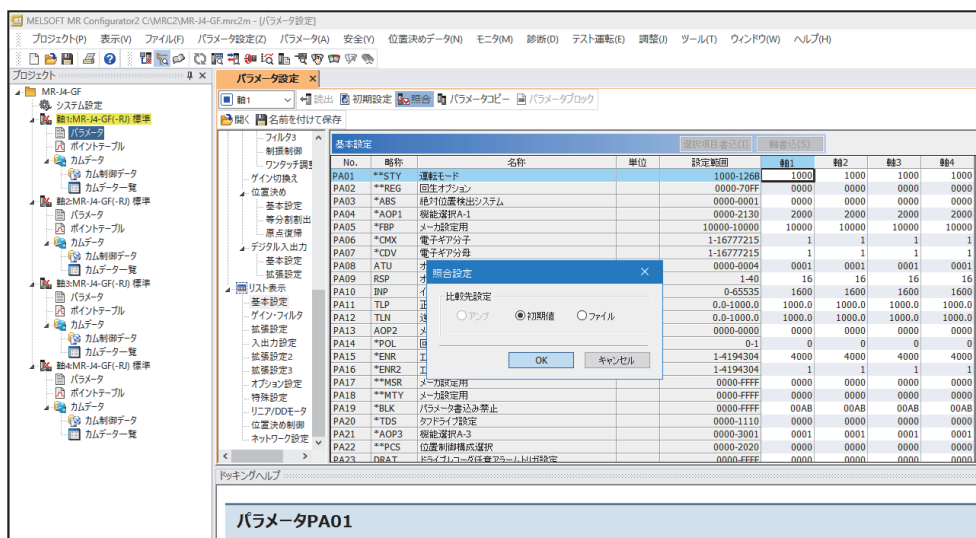 MELSOFT MR Configurator2 C:\MRC2\MR-J4-GF.mrc2m - [パラメータ設定]
プロジェクト(P) 表示(V) ファイル(F) パラメータ設定(Z) パラメータ(A) 安全(Y) 位置決めデータ(N) モニタ(M) 診断(D) テスト運転(E) 調整(J) ツール(T) ウィンドウ(W) ヘルプ(H)
プロジェクト
MR-J4-GF
システム設定
軸1:MR-J4-GF(-RJ) 標準
パラメータ
ポイントテーブル
カムデータ
カム制御データ
カムデータ一覧
軸2:MR-J4-GF(-RJ) 標準
パラメータ
ポイントテーブル
カムデータ
カム制御データ
カムデータ一覧
軸3:MR-J4-GF(-RJ) 標準
パラメータ
ポイントテーブル
カムデータ
カム制御データ
カムデータ一覧
軸4:MR-J4-GF(-RJ) 標準
パラメータ
ポイントテーブル
カムデータ
カム制御データ
カムデータ一覧
パラメータ設定 ×
軸1 読出 初期設定 照合 パラメータコピー パラメータブロック
開く 名前を付けて保存
フィルタ3
制振制御
ワンタッチ調
ゲイン切換え
位置決め
基本設定
等分割割出
原点復帰
デジタル入出力
基本設定
拡張設定
リスト表示
基本設定
ゲイン・フィルタ
拡張設定
入出力設定
拡張設定2
拡張設定3
オプション設定
特殊設定
リニア/DDモータ
位置決め制御
ネットワーク設定
基本設定 選択項目書込(I) 軸書込(S)
No. 略称 名称 単位 設定範囲 軸1 軸2 軸3 軸4
PA01 **STY 運転モード 1000-126B 1000 1000 1000 1000
PA02 **REG 回生オプション 0000-70FF 0000 0000 0000 0000
PA03 *ABS 絶対位置検出システム 0000-0001 0000 0000 0000 0000
PA04 *AOP1 機能選択A-1 0000-2130 2000 2000 2000 2000
PA05 *FBP メーカ設定用 10000-10000 10000 10000 10000 10000
PA06 *CMX 電子ギア分子 1-16777215 1 1 1 1
PA07 *CDV 電子ギア分母 1-16777215 1 1 1 1
PA08 ATU オ 0000-0004 0001 0001 0001 0001
PA09 RSP オ 1-40 16 16 16 16
PA10 INP イ 0-65535 1600 1600 1600 1600
PA11 TLP 正 0.0-1000.0 1000.0 1000.0 1000.0 1000.0
PA12 TLN 逆 0.0-1000.0 1000.0 1000.0 1000.0 1000.0
PA13 AOP2 メ 0000-0000 0000 0000 0000 0000
PA14 *POL 回 0-1 0 0 0 0
PA15 *ENR エ 1-4194304 4000 4000 4000 4000
PA16 *ENR2 エ 1-4194304 1 1 1 1
PA17 **MSR メーカ設定用 0000-FFFF 0000 0000 0000 0000
PA18 **MTY メーカ設定用 0000-FFFF 0000 0000 0000 0000
PA19 *BLK パラメータ書込み禁止 0000-FFFF 00AB 00AB 00AB 00AB
PA20 *TDS タフドライブ設定 0000-1110 0000 0000 0000 0000
PA21 *AOP3 機能選択A-3 0000-3001 0001 0001 0001 0001
PA22 **PCS 位置制御構成選択 0000-2020 0000 0000 0000 0000
PA23 DRAT ドライブレコーダ任意アラームトリガ設定 0000-FFFF 0000 0000 0000 0000
照合設定
比較先設定
アンプ 初期値 ファイル
OK キャンセル
ドッキングヘルプ
パラメータPA01